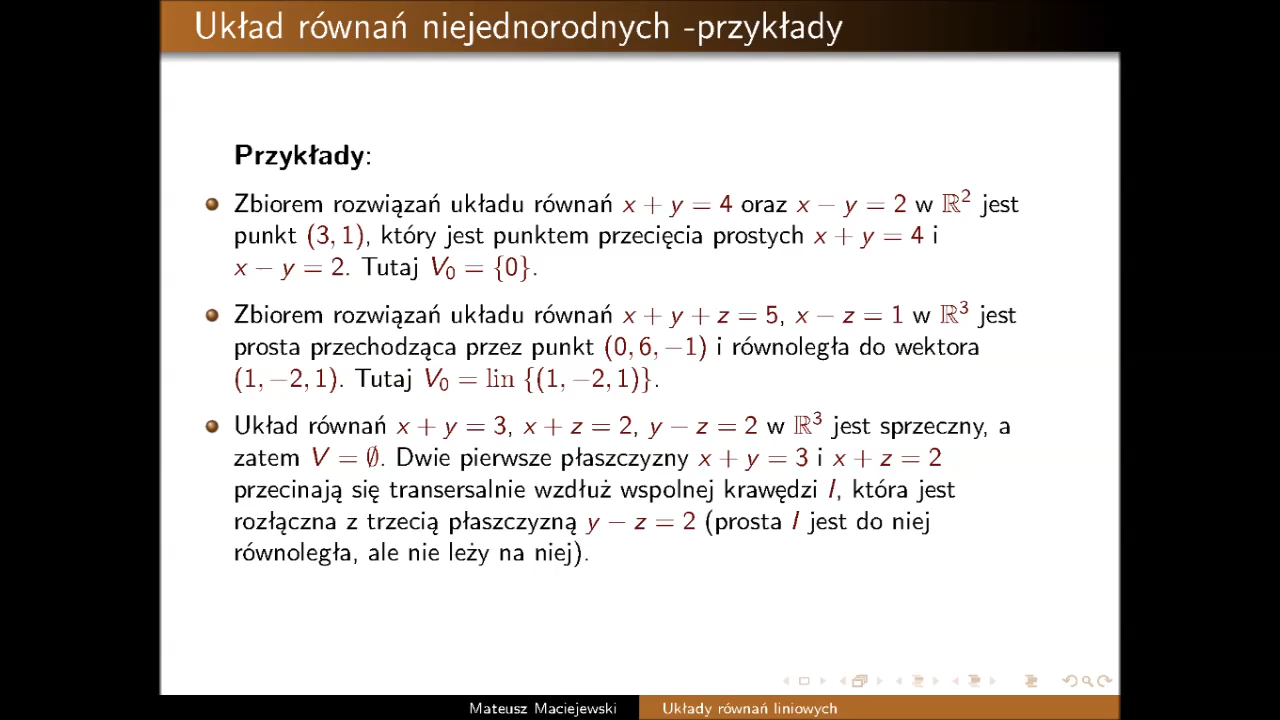 Układ równań niejednorodnych -przykłady
Przykłady:
Zbiorem rozwiązań układu równań x + y = 4 oraz x − y = 2 w ℝ² jest
punkt (3, 1), który jest punktem przecięcia prostych x + y = 4 i
x − y = 2. Tutaj V₀ = {0}.
Zbiorem rozwiązań układu równań x + y + z = 5, x − z = 1 w ℝ³ jest
prosta przechodząca przez punkt (0, 6, −1) i równoległa do wektora
(1, −2, 1). Tutaj V₀ = lin {(1, −2, 1)}.
Układ równań x + y = 3, x + z = 2, y − z = 2 w ℝ³ jest sprzeczny, a
zatem V = ∅. Dwie pierwsze płaszczyzny x + y = 3 i x + z = 2
przecinają się transersalnie wzdłuż wspolnej krawędzi l, która jest
rozłączna z trzecią płaszczyzną y − z = 2 (prosta l jest do niej
równoległa, ale nie leży na niej).
Mateusz Maciejewski
Układy równań liniowych